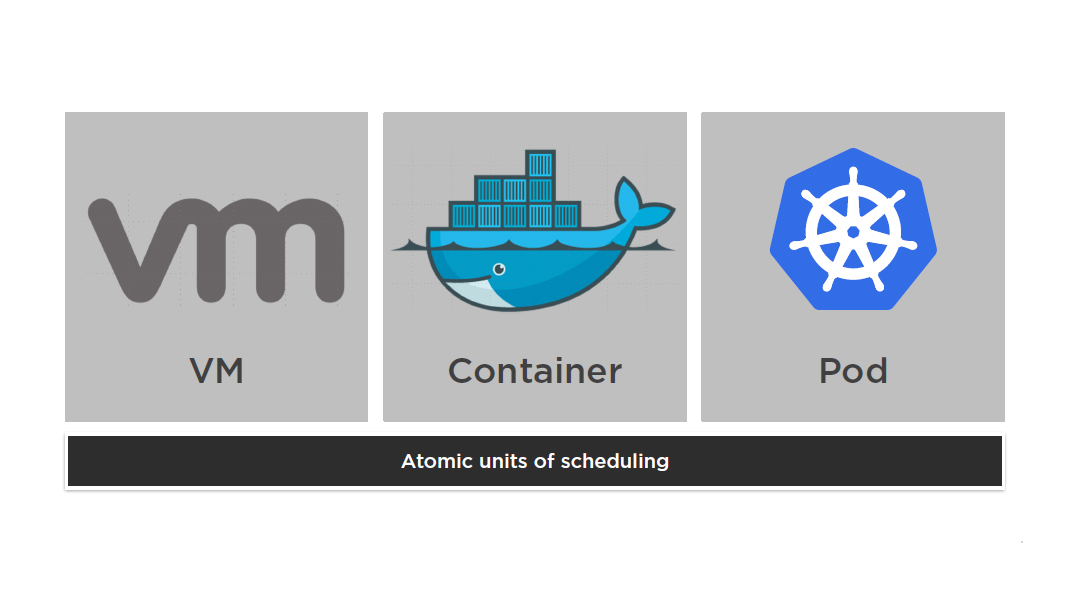 vm
VM
Container
Pod
Atomic units of scheduling